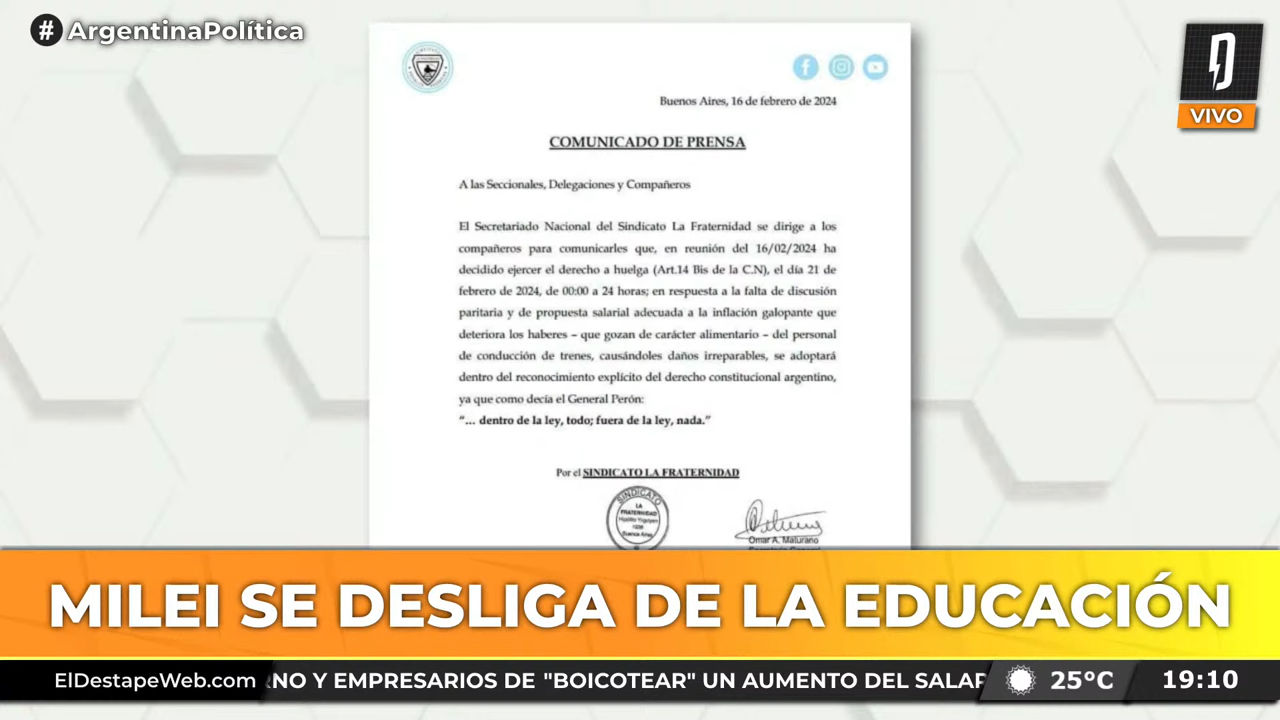 # ArgentinaPolítica
VIVO
Buenos Aires, 16 de febrero de 2024
COMUNICADO DE PRENSA
A las Seccionales, Delegaciones y Compañeros
El Secretariado Nacional del Sindicato La Fraternidad se dirige a los
compañeros para comunicarles que, en reunión del 16/02/2024 ha
decidido ejercer el derecho a huelga (Art.14 Bis de la C.N), el día 21 de
febrero de 2024, de 00:00 a 24 horas; en respuesta a la falta de discusión
paritaria y de propuesta salarial adecuada a la inflación galopante que
deteriora los haberes – que gozan de carácter alimentario – del personal
de conducción de trenes, causándoles daños irreparables, se adoptará
dentro del reconocimiento explícito del derecho constitucional argentino,
ya que como decía el General Perón:
"... dentro de la ley, todo; fuera de la ley, nada."
Por el SINDICATO LA FRATERNIDAD
SINDICATO
LA
FRATERNIDAD
Hipólito Yrigoyen
Buenos Aires
Omar A. Maturano
MILEI SE DESLIGA DE LA EDUCACIÓN
ElDestapeWeb.com RNO Y EMPRESARIOS DE "BOICOTEAR" UN AUMENTO DEL SALAR 25°C 19:10